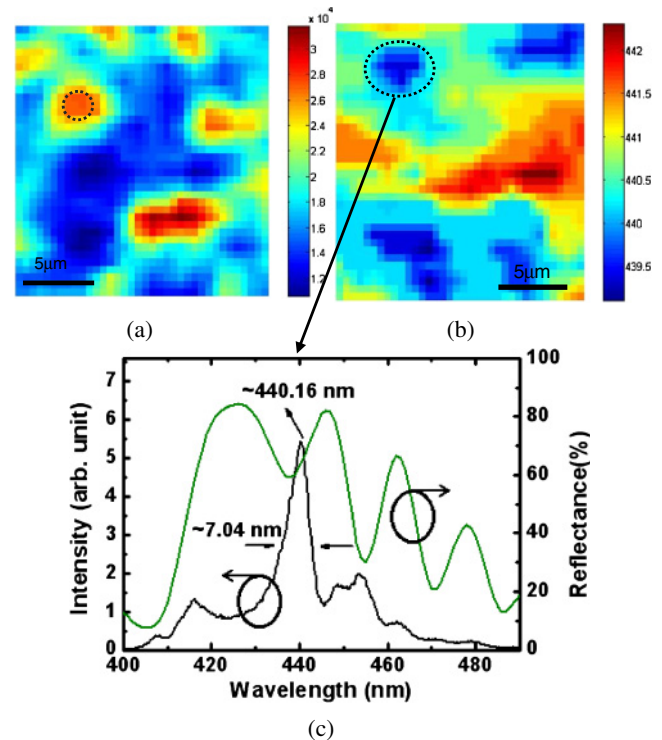 x 10⁴
3
2.8
2.6
2.4
2.2
2
1.8
1.6
1.4
1.2
5μm
(a)
442
441.5
441
440.5
440
439.5
5μm
(b)
7
6
5
4
3
2
1
0
Intensity (arb. unit)
~440.16 nm
~7.04 nm
100
80
60
40
20
0
Reflectance(%)
400 420 440 460 480
Wavelength (nm)
(c)